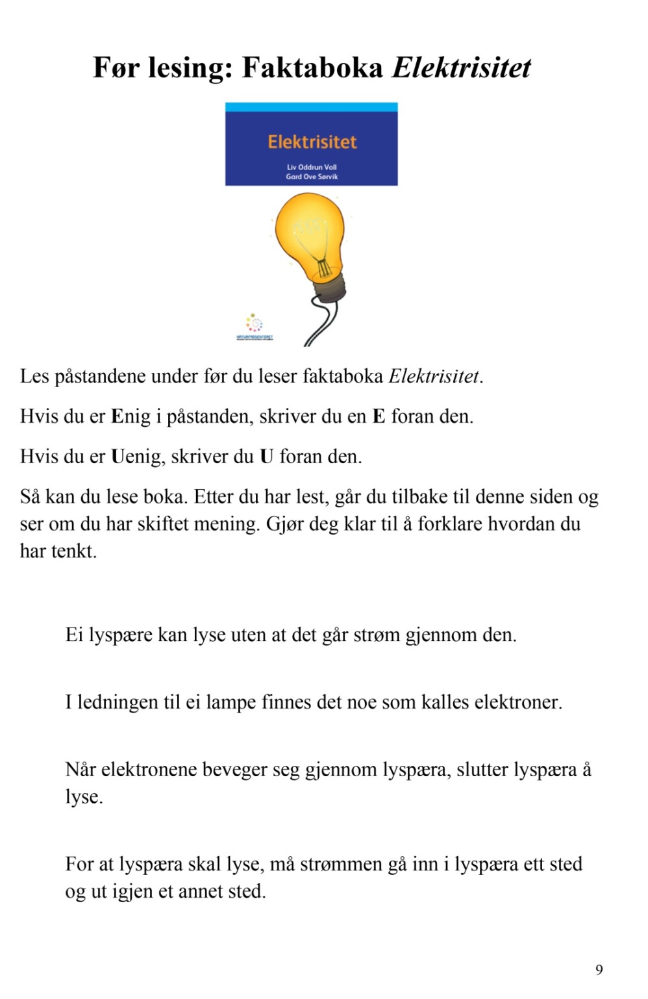 Før lesing: Faktaboka Elektrisitet
Elektrisitet
Liv Oddrun Voll
Gard Ove Sørvik
NATURFAGSENTERET
Les påstandene under før du leser faktaboka Elektrisitet.
Hvis du er Enig i påstanden, skriver du en E foran den.
Hvis du er Uenig, skriver du U foran den.
Så kan du lese boka. Etter du har lest, går du tilbake til denne siden og
ser om du har skiftet mening. Gjør deg klar til å forklare hvordan du
har tenkt.
Ei lyspære kan lyse uten at det går strøm gjennom den.
I ledningen til ei lampe finnes det noe som kalles elektroner.
Når elektronene beveger seg gjennom lyspæra, slutter lyspæra å
lyse.
For at lyspæra skal lyse, må strømmen gå inn i lyspæra ett sted
og ut igjen et annet sted.
9